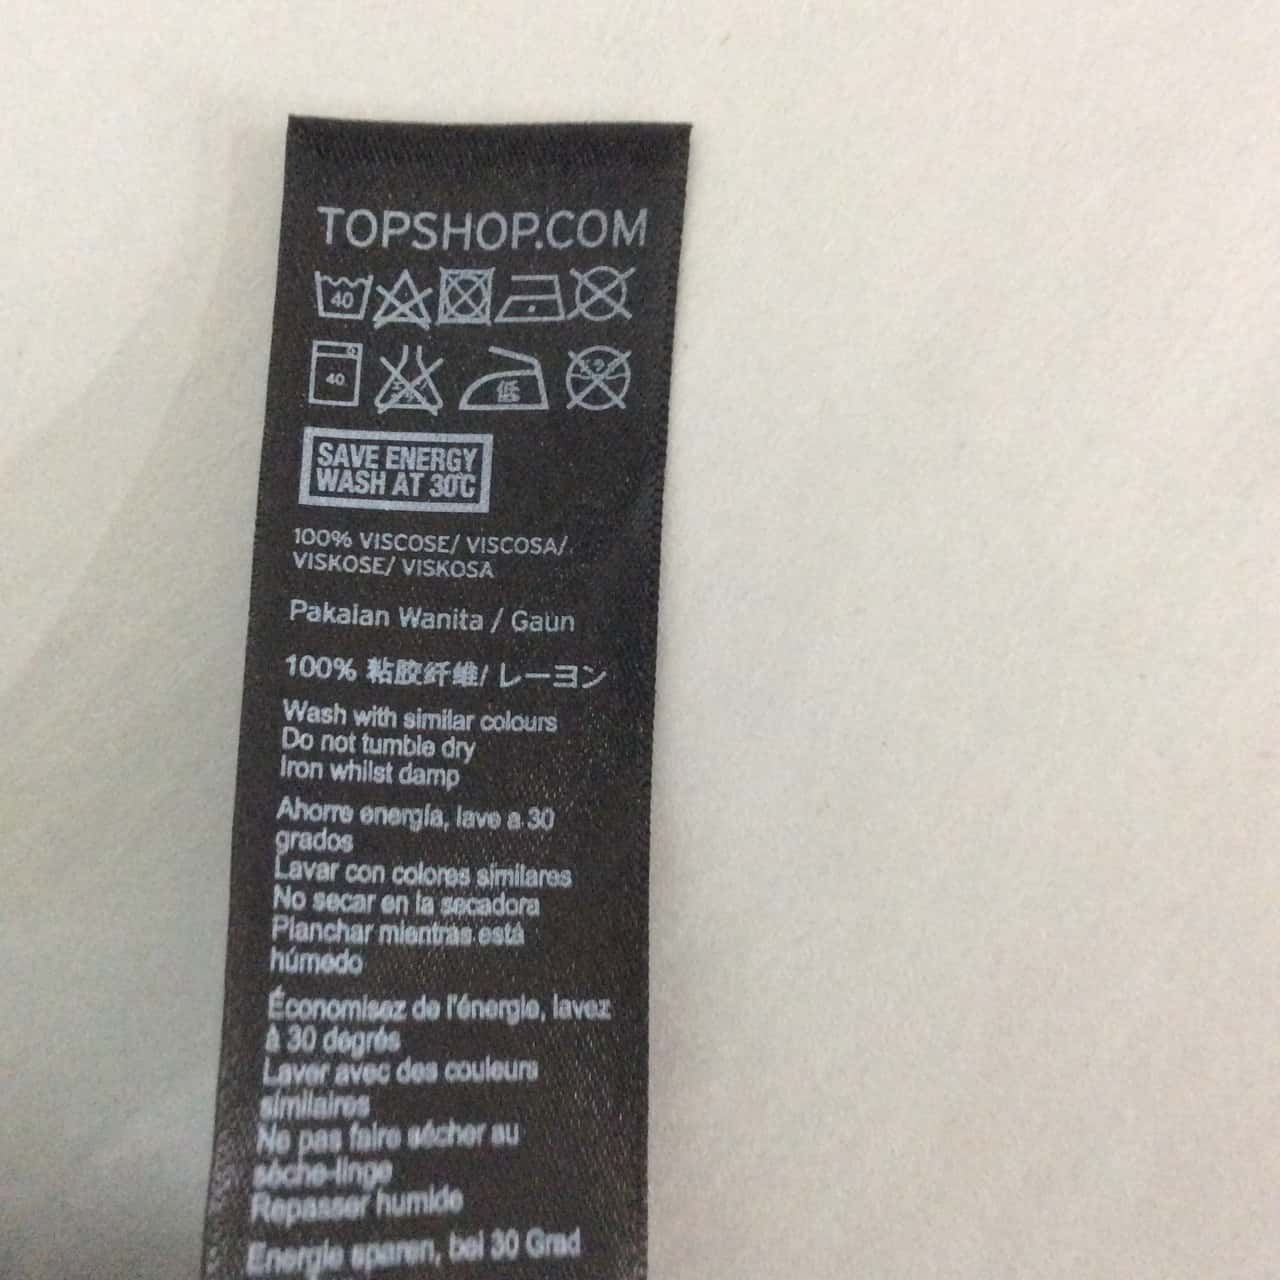 TOPSHOP.COM
40
40 低
SAVE ENERGY
WASH AT 30°C
100% VISCOSE/ VISCOSA/
VISKOSE/ VISKOSA
Pakaian Wanita / Gaun
100% 粘胶纤维/ レーヨン
Wash with similar colours
Do not tumble dry
Iron whilst damp
Ahorre energía, lave a 30
grados
Lavar con colores similares
No secar en la secadora
Planchar mientras está
húmedo
Économisez de l'énergie, lavez
à 30 degrés
Laver avec des couleurs
similaires
Ne pas faire sécher au
sèche-linge
Repasser humide
Energie sparen, bei 30 Grad